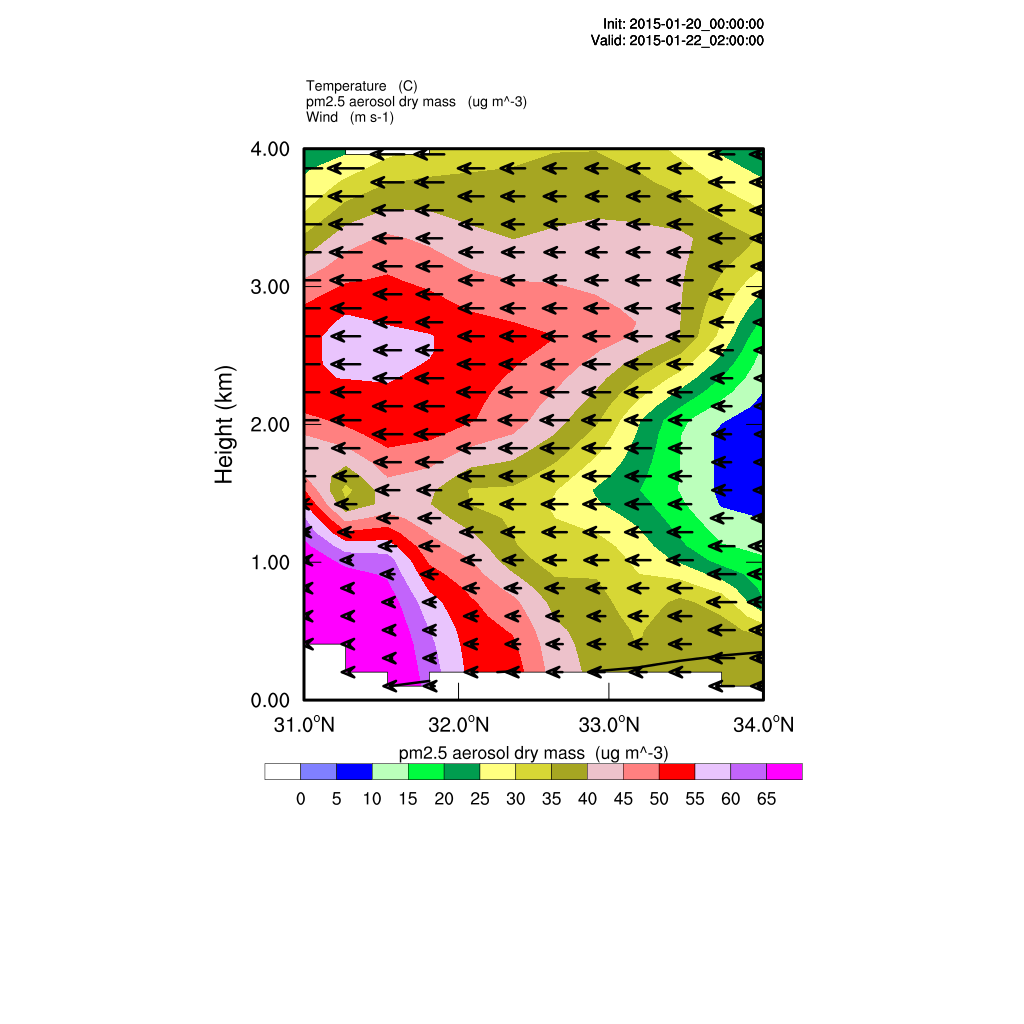 Init: 2015-01-20_00:00:00
Valid: 2015-01-22_02:00:00
Temperature (C)
pm2.5 aerosol dry mass (ug m^-3)
Wind (m s-1)
4.00
3.00
2.00
1.00
0.00
Height (km)
31.0°N 32.0°N 33.0°N 34.0°N
pm2.5 aerosol dry mass (ug m^-3)
0 5 10 15 20 25 30 35 40 45 50 55 60 65